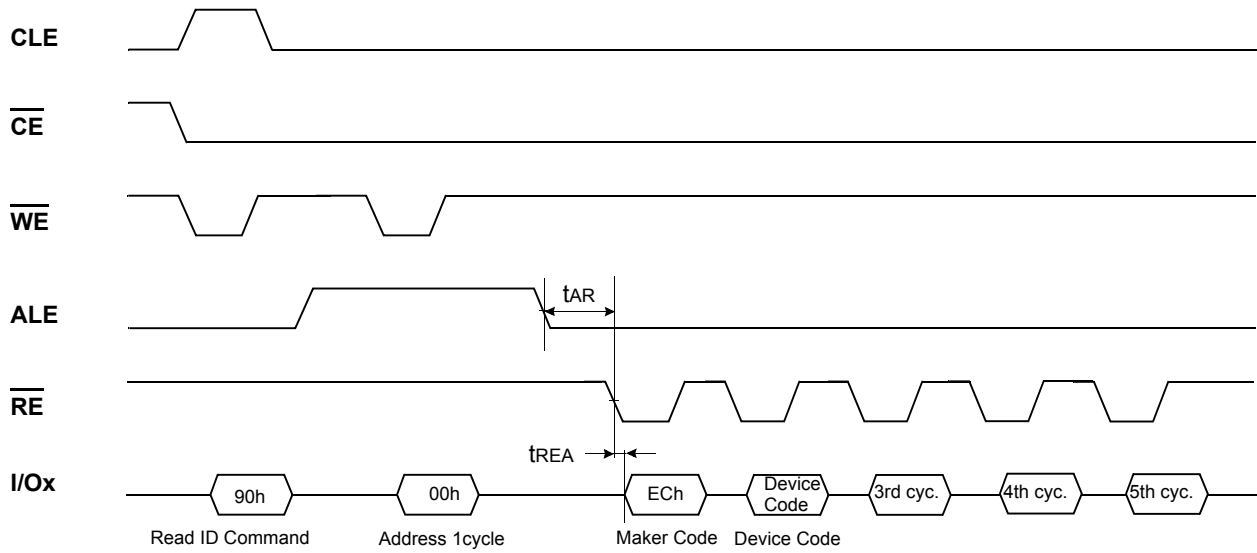 CLE
CE
WE
ALE
tAR
RE
tREA
I/Ox
90h
00h
ECh
Device
Code
3rd cyc.
4th cyc.
5th cyc.
Read ID Command
Address 1cycle
Maker Code
Device Code